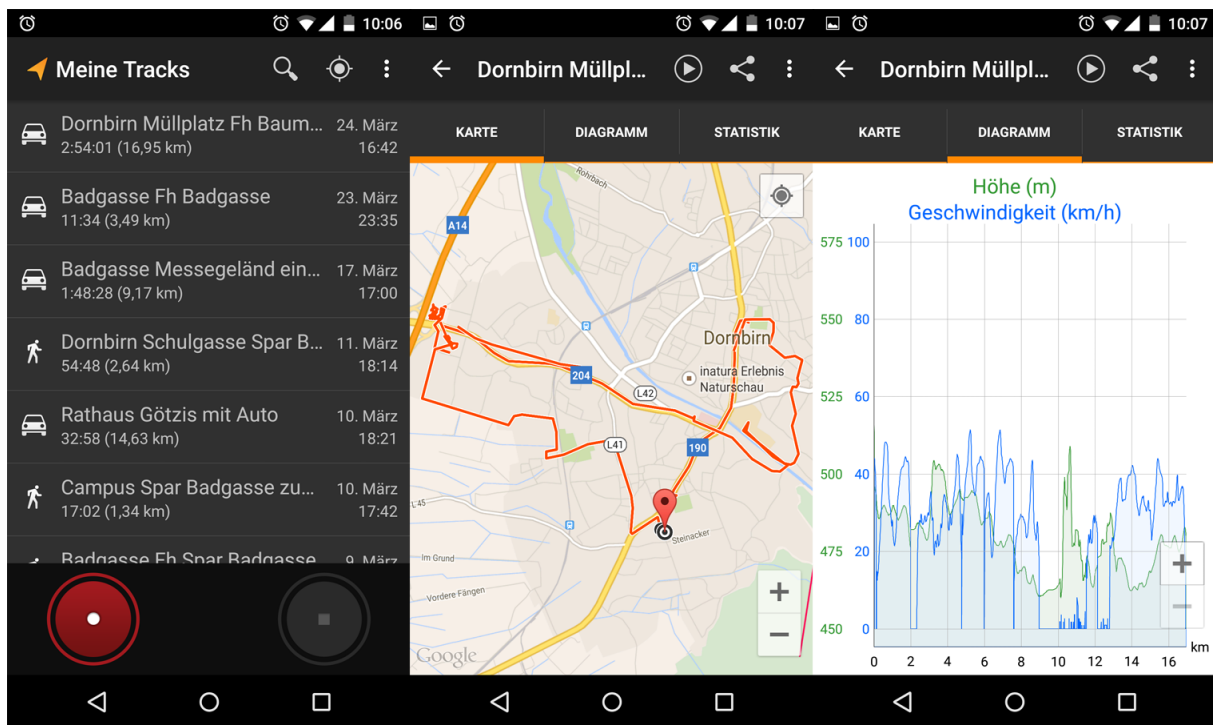 10:06
Meine Tracks
Dornbirn Müllplatz Fh Baum... 24. März
2:54:01 (16,95 km) 16:42
Badgasse Fh Badgasse 23. März
11:34 (3,49 km) 23:35
Badgasse Messegeländ ein... 17. März
1:48:28 (9,17 km) 17:00
Dornbirn Schulgasse Spar B... 11. März
54:48 (2,64 km) 18:14
Rathaus Götzis mit Auto 10. März
32:58 (14,63 km) 18:21
Campus Spar Badgasse zu... 10. März
17:02 (1,34 km) 17:42
Badgasse Fh Spar Badgasse 9. März
10:07
Dornbirn Müllpl...
KARTE DIAGRAMM STATISTIK
Rohrbach
A14
Dornbirn
inatura Erlebnis
Naturschau
204
L42
L41
190
L 45
Steinacker
Im Grund
Vordere Fängen
+
−
Google
10:07
Dornbirn Müllpl...
KARTE DIAGRAMM STATISTIK
Höhe (m)
Geschwindigkeit (km/h)
575 100
550 80
525 60
500 40
475 20
450 0
+
−
km
0 2 4 6 8 10 12 14 16